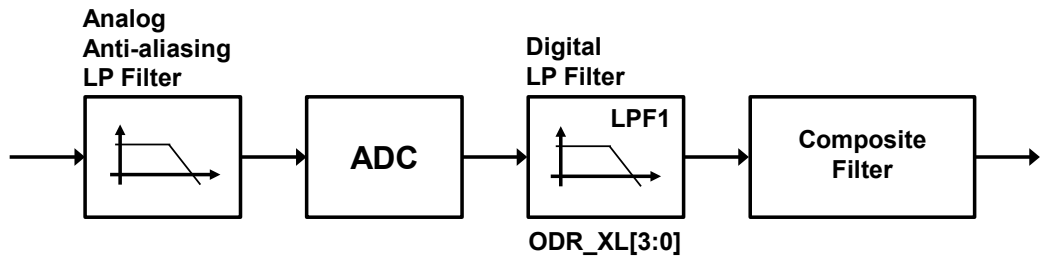 Analog
Anti-aliasing
LP Filter
ADC
Digital
LP Filter
LPF1
ODR_XL[3:0]
Composite
Filter